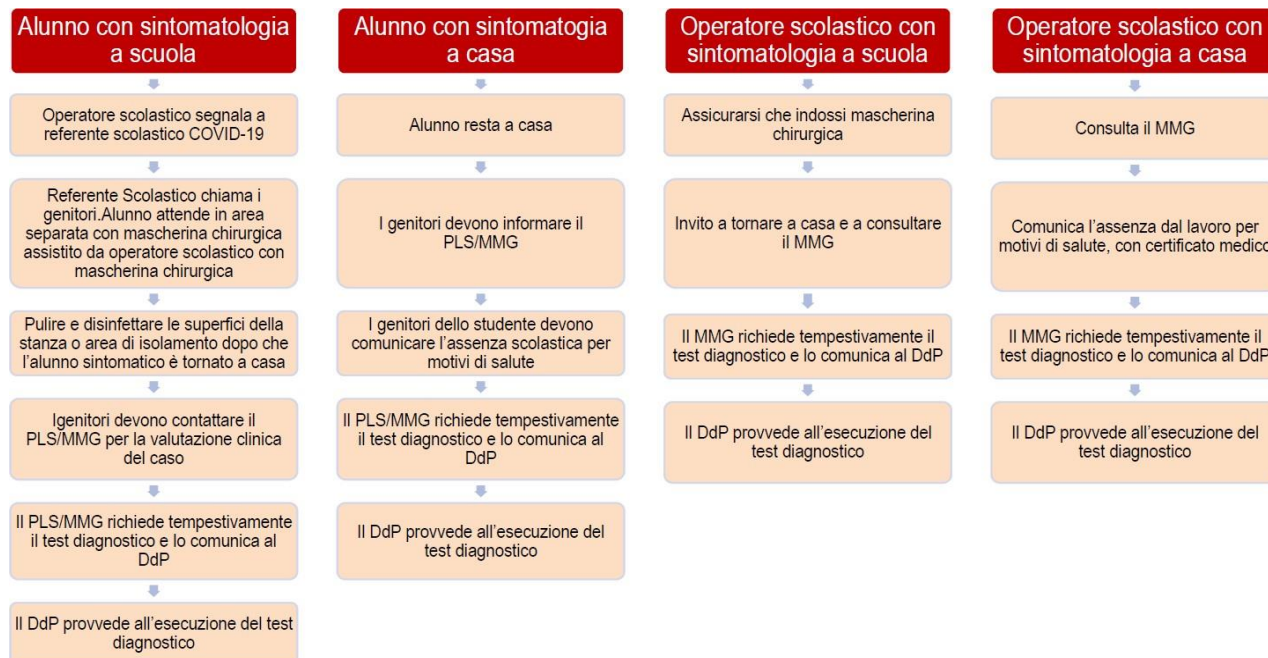 Alunno con sintomatologia
a scuola
Operatore scolastico segnala a
referente scolastico COVID-19
Referente Scolastico chiama i
genitori.Alunno attende in area
separata con mascherina chirurgica
assistito da operatore scolastico con
mascherina chirurgica
Pulire e disinfettare le superfici della
stanza o area di isolamento dopo che
l'alunno sintomatico è tornato a casa
Igenitori devono contattare il
PLS/MMG per la valutazione clinica
del caso
Il PLS/MMG richiede tempestivamente
il test diagnostico e lo comunica al
DdP
Il DdP provvede all'esecuzione del test
diagnostico
Alunno con sintomatogia
a casa
Alunno resta a casa
I genitori devono informare il
PLS/MMG
I genitori dello studente devono
comunicare l'assenza scolastica per
motivi di salute
Il PLS/MMG richiede tempestivamente
il test diagnostico e lo comunica al
DdP
Il DdP provvede all'esecuzione del
test diagnostico
Operatore scolastico con
sintomatologia a scuola
Assicurarsi che indossi mascherina
chirurgica
Invito a tornare a casa e a consultare
il MMG
Il MMG richiede tempestivamente il
test diagnostico e lo comunica al DdP
Il DdP provvede all'esecuzione del
test diagnostico
Operatore scolastico con
sintomatologia a casa
Consulta il MMG
Comunica l'assenza dal lavoro per
motivi di salute, con certificato medico
Il MMG richiede tempestivamente il
test diagnostico e lo comunica al DdP
Il DdP provvede all'esecuzione del
test diagnostico